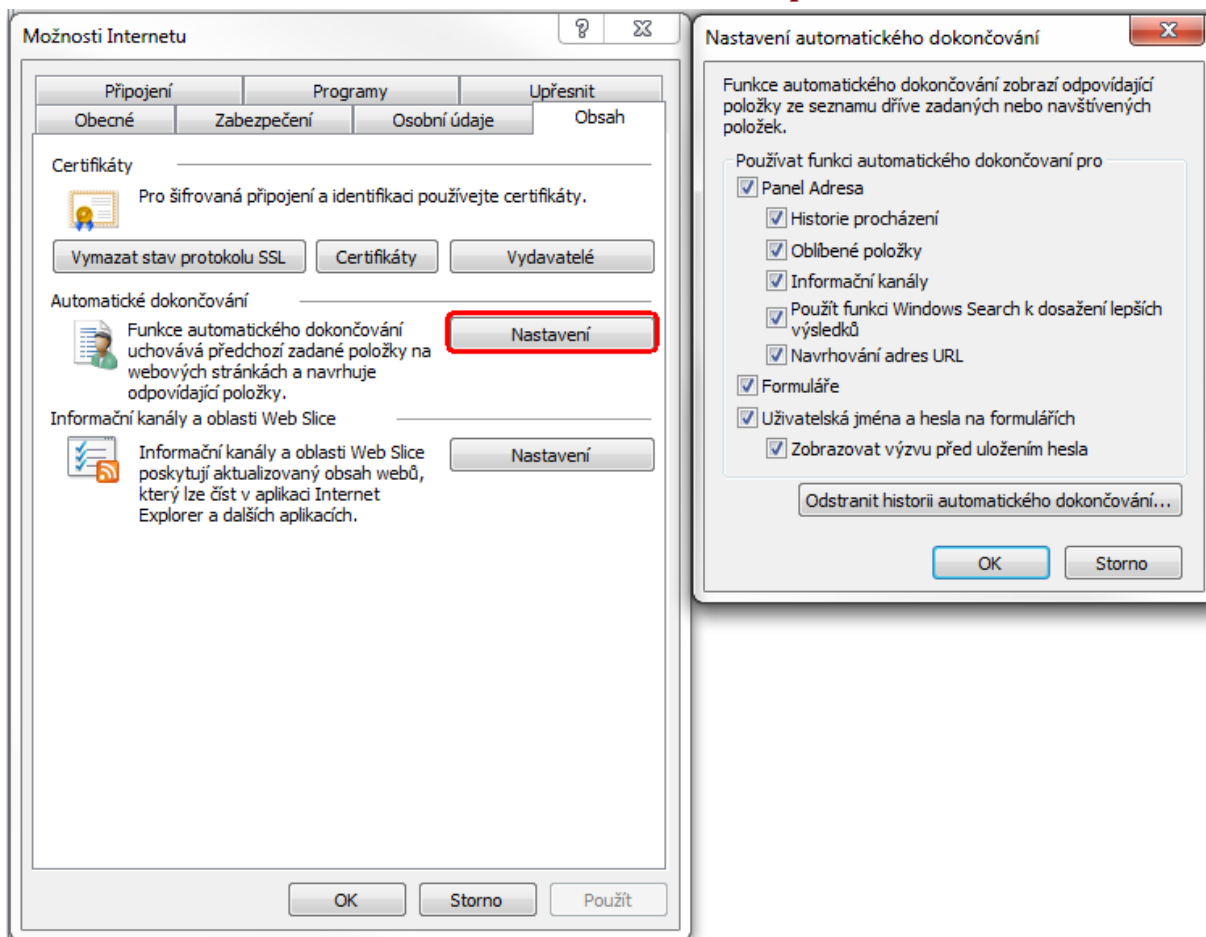 Možnosti Internetu
Připojení Programy Upřesnit
Obecné Zabezpečení Osobní údaje Obsah
Certifikáty
Pro šifrovaná připojení a identifikaci používejte certifikáty.
Vymazat stav protokolu SSL Certifikáty Vydavatelé
Automatické dokončování
Funkce automatického dokončování
uchovává předchozí zadané položky na
webových stránkách a navrhuje
odpovídající položky.
Nastavení
Informační kanály a oblasti Web Slice
Informační kanály a oblasti Web Slice
poskytují aktualizovaný obsah webů,
který lze číst v aplikaci Internet
Explorer a dalších aplikacích.
Nastavení
OK Storno Použít
Nastavení automatického dokončování
Funkce automatického dokončování zobrazí odpovídající
položky ze seznamu dříve zadaných nebo navštívených
položek.
Používat funkci automatického dokončovaní pro
Panel Adresa
Historie procházení
Oblíbené položky
Informační kanály
Použít funkci Windows Search k dosažení lepších
výsledků
Navrhování adres URL
Formuláře
Uživatelská jména a hesla na formulářích
Zobrazovat výzvu před uložením hesla
Odstranit historii automatického dokončování...
OK Storno